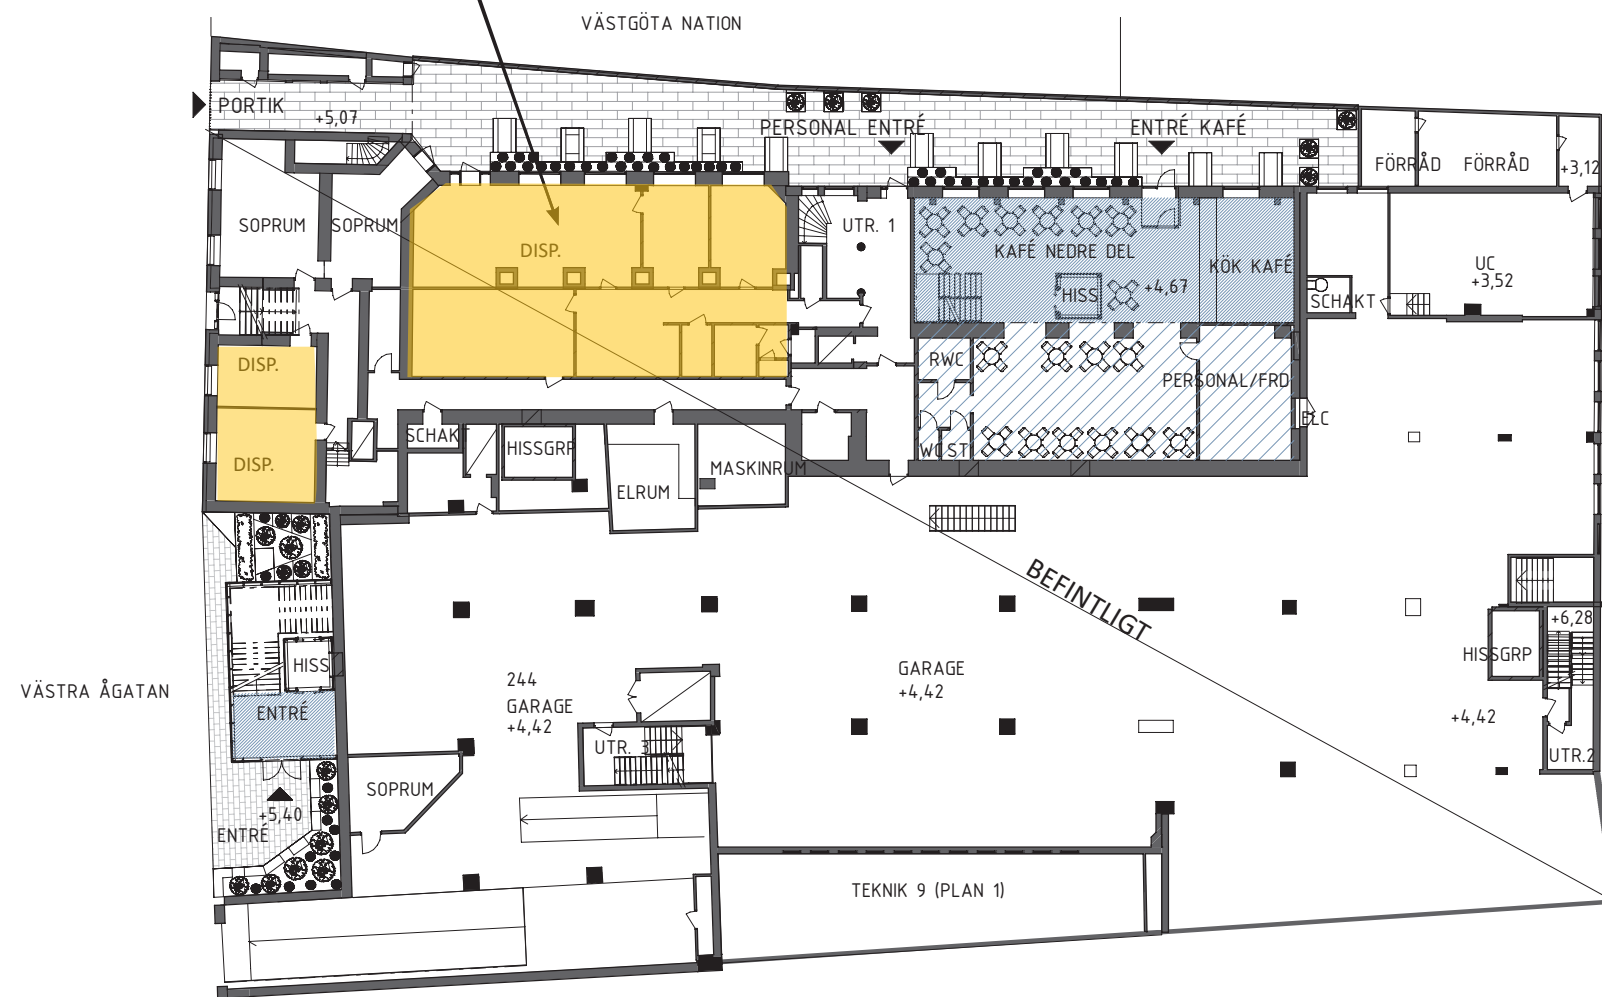 VÄSTGÖTA NATION
PORTIK
+5,07
PERSONAL ENTRÉ
ENTRÉ KAFÉ
FÖRRÅD
FÖRRÅD
+3,12
SOPRUM
SOPRUM
DISP.
UTR. 1
KAFÉ NEDRE DEL
KÖK KAFÉ
HISS
+4,67
UC
+3,52
SCHAKT
DISP.
DISP.
RWC
PERSONAL/FRD
ELC
WC
ST
SCHAKT
HISSGRP
MASKINRUM
ELRUM
BEFINTLIGT
+6,28
HISSGRP
HISS
VÄSTRA ÅGATAN
ENTRÉ
244
GARAGE
+4,42
GARAGE
+4,42
+4,42
UTR. 3
UTR.2
SOPRUM
+5,40
ENTRÉ
TEKNIK 9 (PLAN 1)